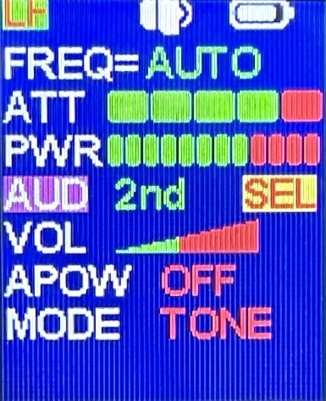 LF
FREQ= AUTO
ATT
PWR
AUD 2nd SEL
VOL
APOW OFF
MODE TONE